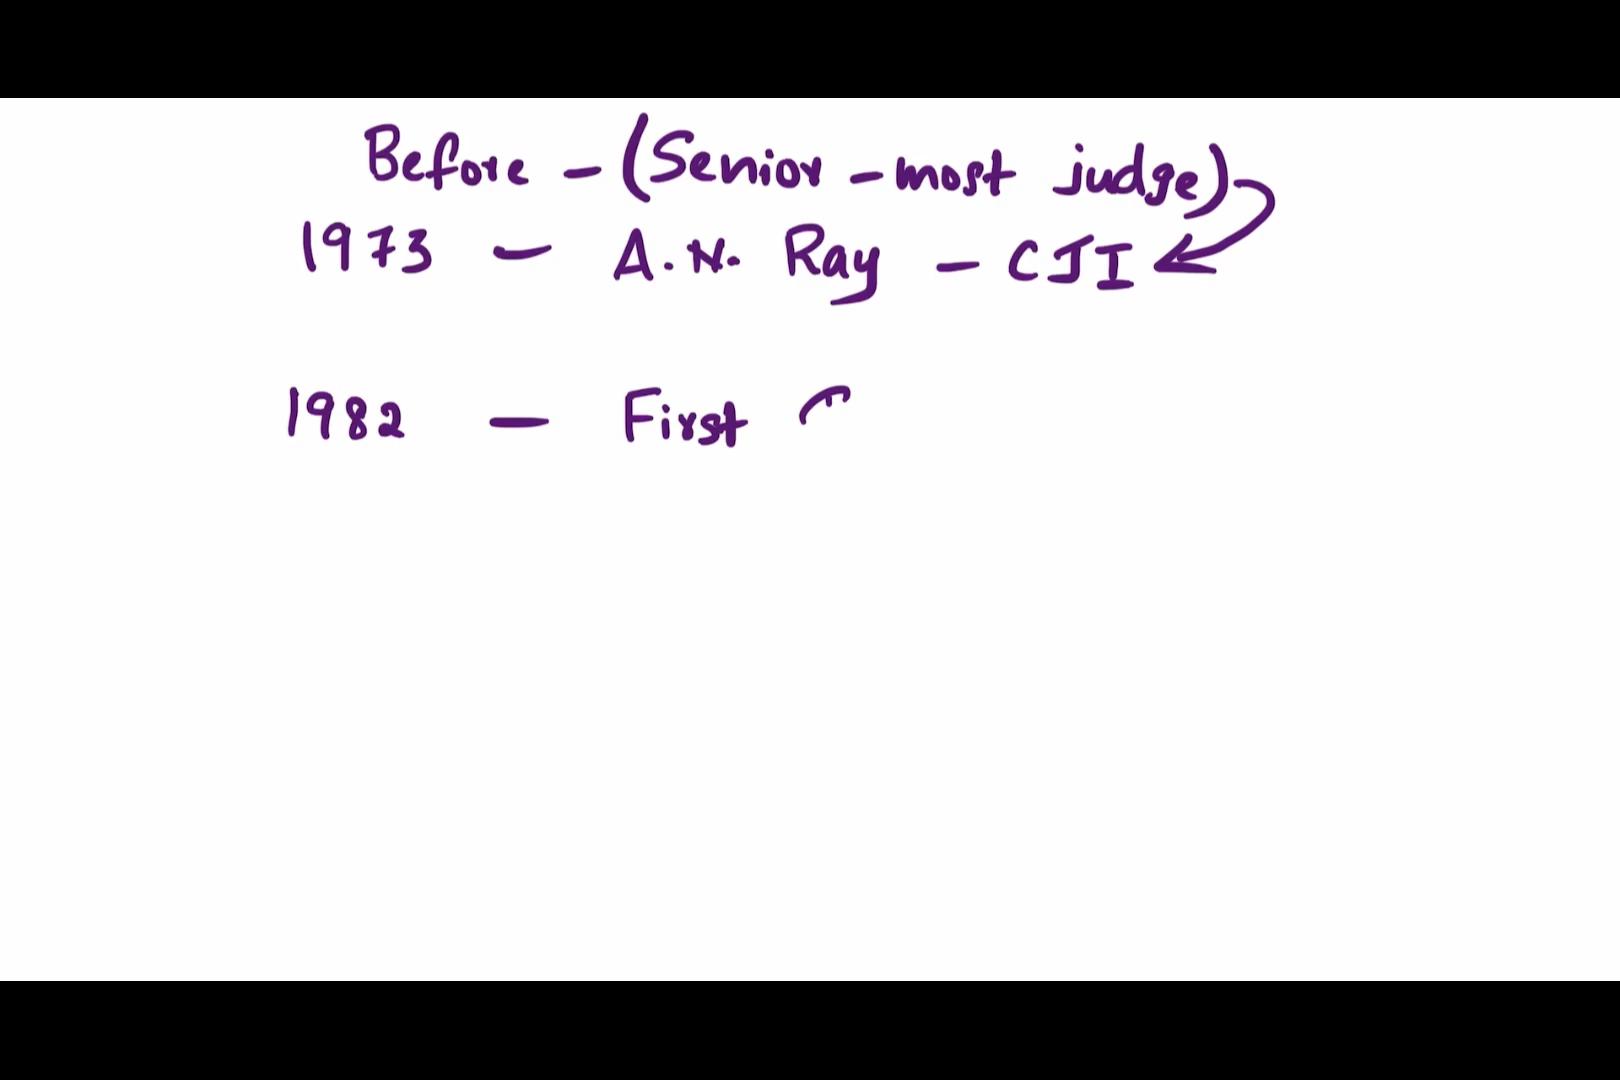 Before - (Senior - most judge)
1973 - A.N. Ray - CJI
1982 - First